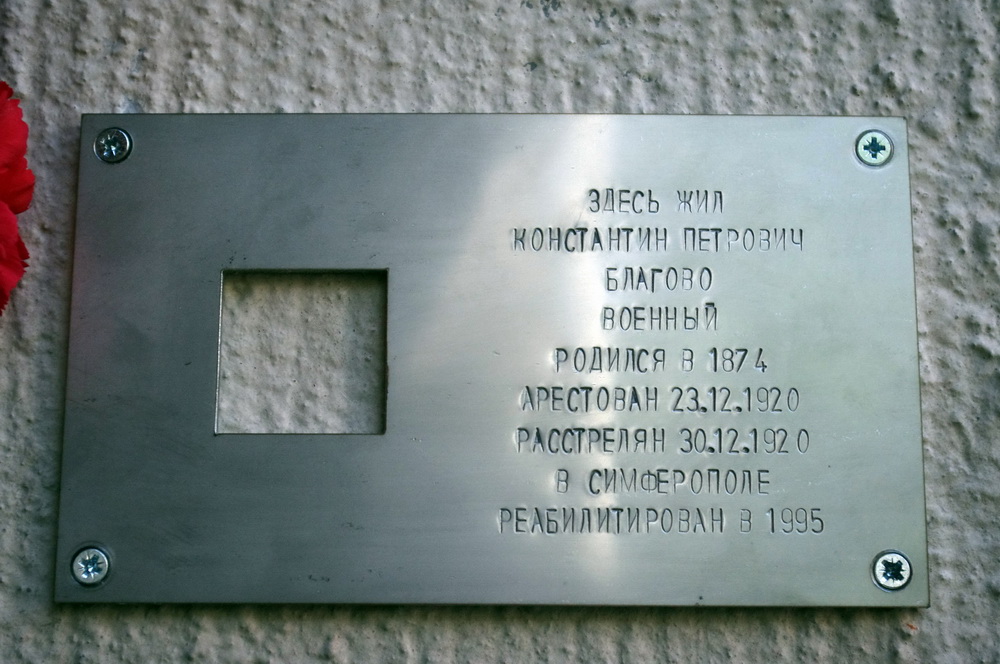 ЗДЕСЬ ЖИЛ
КОНСТАНТИН ПЕТРОВИЧ
БЛАГОВО
ВОЕННЫЙ
РОДИЛСЯ В 1874
АРЕСТОВАН 23.12.1920
РАССТРЕЛЯН 30.12.1920
В СИМФЕРОПОЛЕ
РЕАБИЛИТИРОВАН В 1995